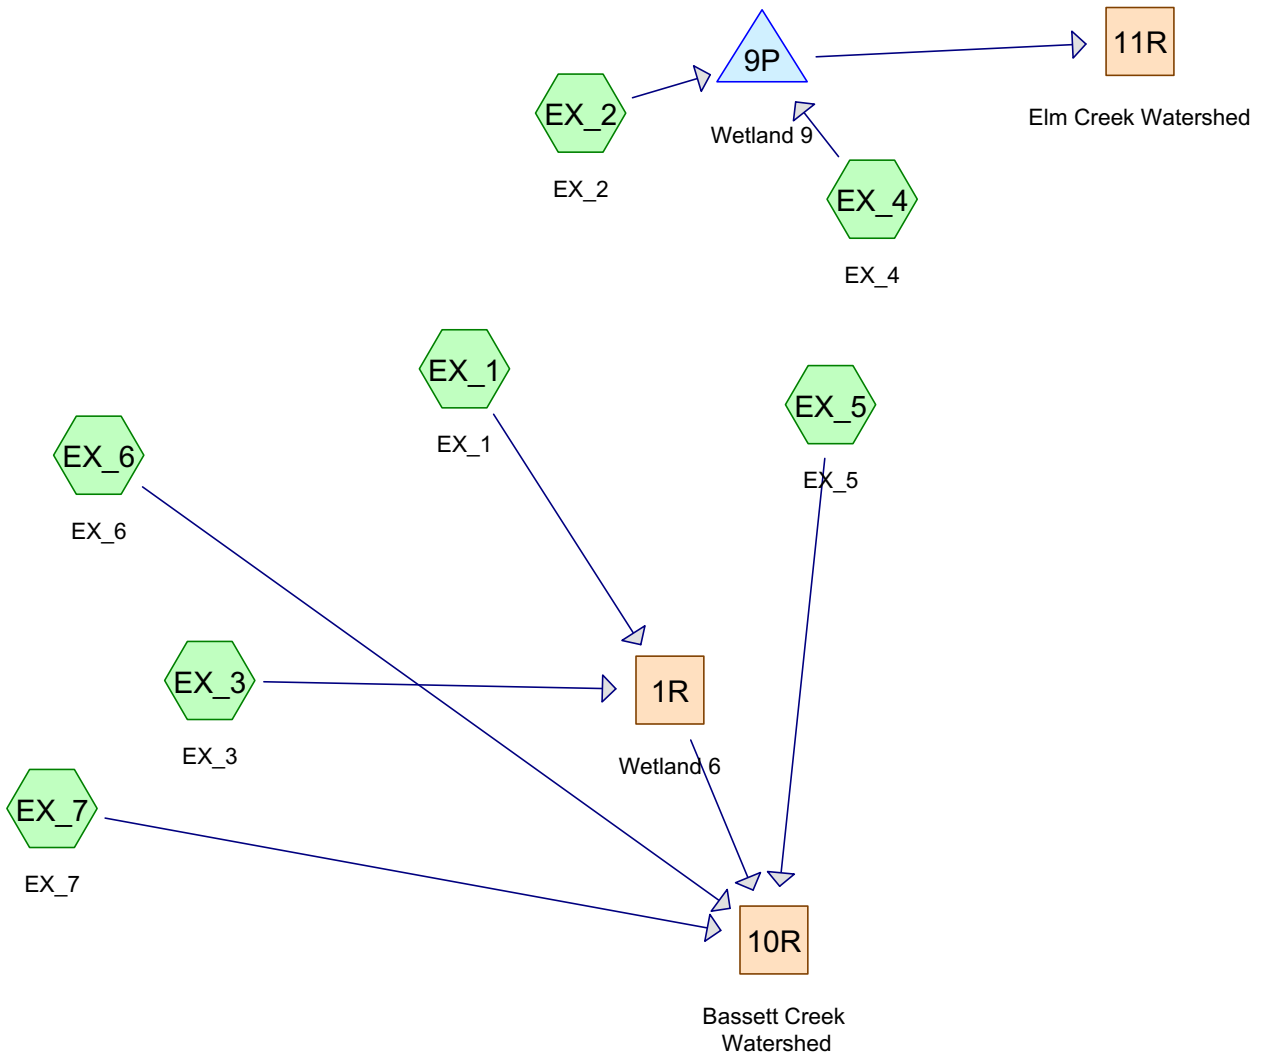 11R
Elm Creek Watershed
9P
Wetland 9
EX_2
EX_2
EX_4
EX_4
EX_1
EX_1
EX_5
EX_5
EX_6
EX_6
EX_3
EX_3
1R
Wetland 6
EX_7
EX_7
10R
Bassett Creek
Watershed